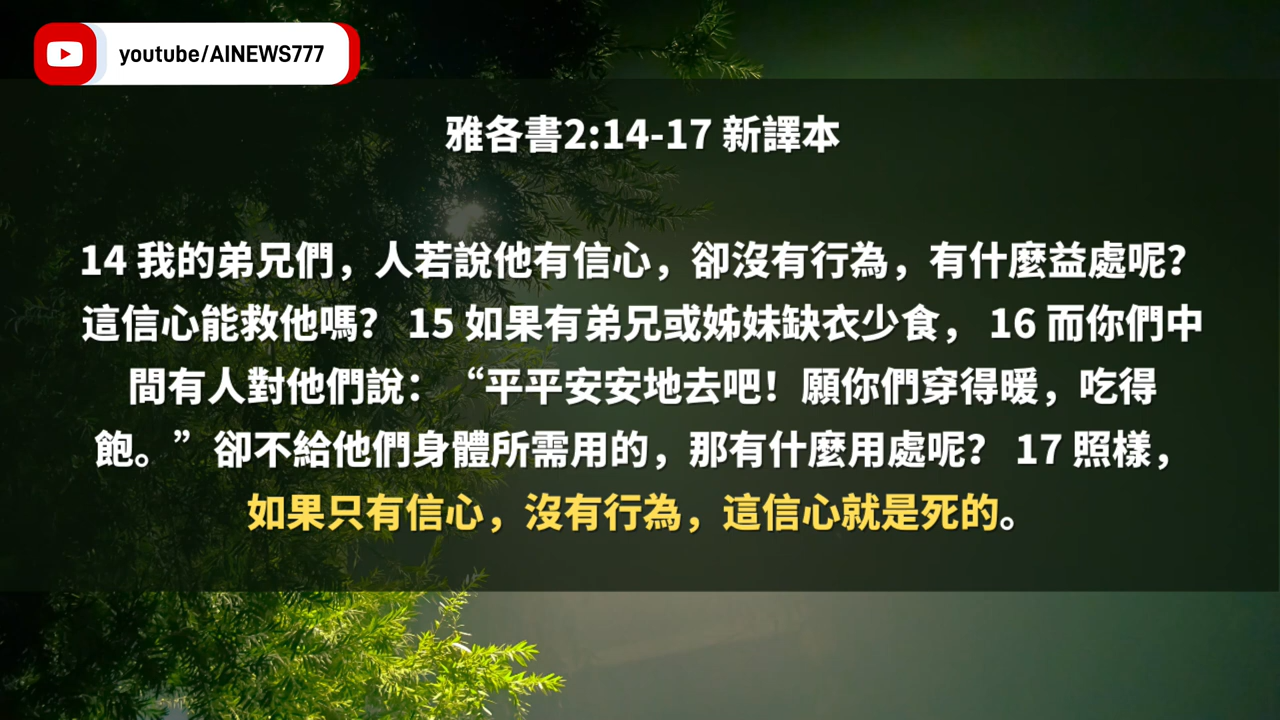 youtube/AINEWS777
雅各書2:14-17 新譯本
14 我的弟兄們，人若說他有信心，卻沒有行為，有什麼益處呢？
這信心能救他嗎？ 15 如果有弟兄或姊妹缺衣少食， 16 而你們中
間有人對他們說：“平平安安地去吧！願你們穿得暖，吃得
飽。”卻不給他們身體所需用的，那有什麼用處呢？ 17 照樣，
如果只有信心，沒有行為，這信心就是死的。